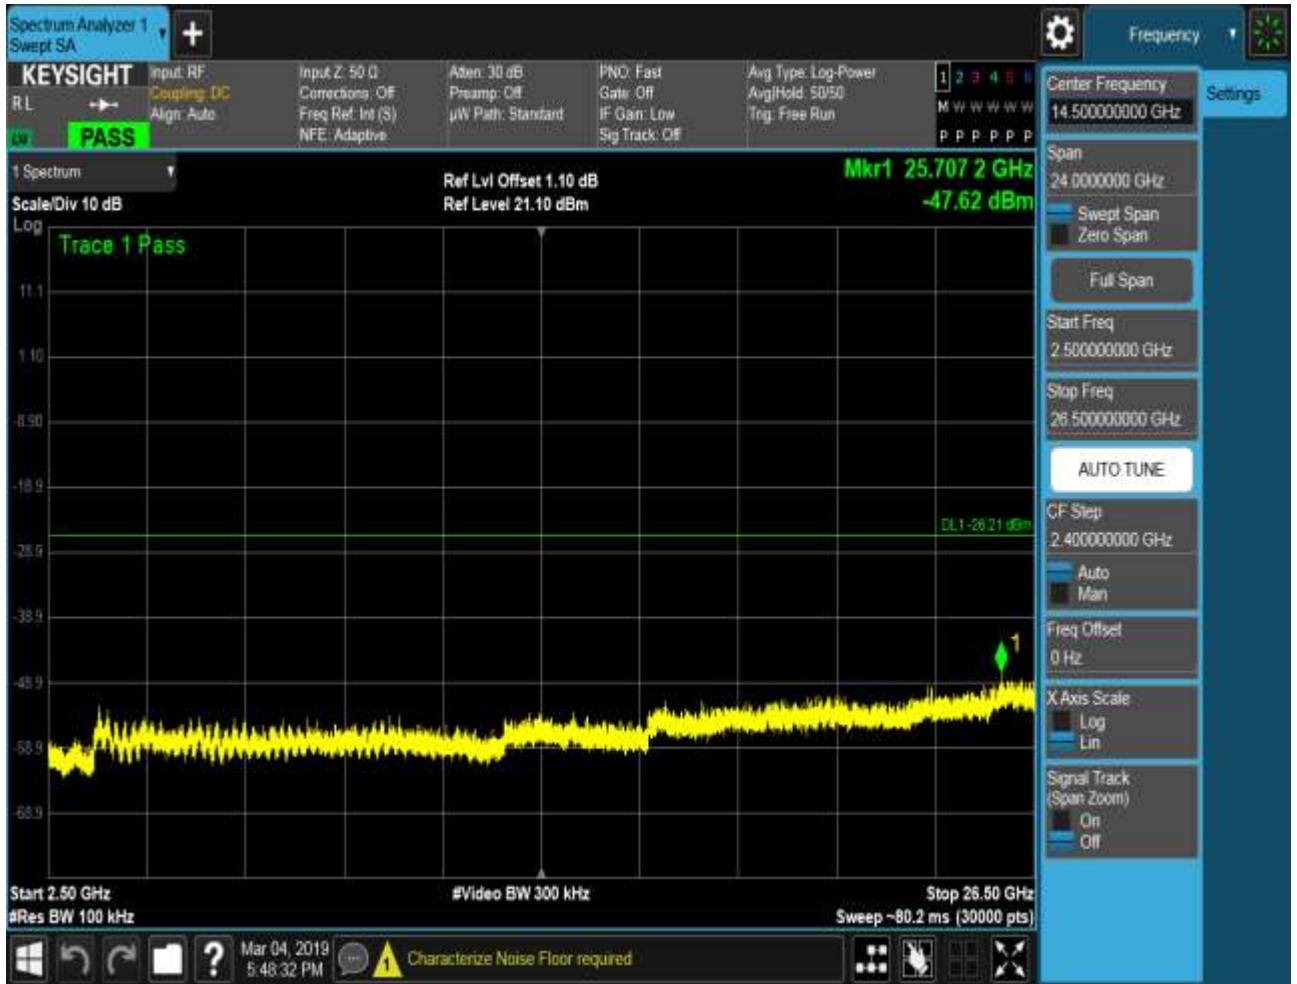 Spectrum Analyzer 1
Swept SA
+
Frequency
KEYSIGHT
R L
PASS
Input: RF
Coupling: DC
Align: Auto
Input Z: 50 Ω
Corrections: Off
Freq Ref: Int (S)
NFE: Adaptive
Atten: 30 dB
Preamp: Off
µW Path: Standard
PNO: Fast
Gate: Off
IF Gain: Low
Sig Track: Off
Avg Type: Log-Power
Avg|Hold: 50/50
Trig: Free Run
1 2 3 4 5 6
M W W W W W
P P P P P P
1 Spectrum
Scale/Div 10 dB
Ref Lvl Offset 1.10 dB
Ref Level 21.10 dBm
Mkr1 25.707 2 GHz
-47.62 dBm
Log
Trace 1 Pass
11.1
1.10
-8.90
-18.9
DL1 -26.21 dBm
-28.9
-38.9
1
-48.9
-58.9
-68.9
Start 2.50 GHz
#Video BW 300 kHz
Stop 26.50 GHz
#Res BW 100 kHz
Sweep ~80.2 ms (30000 pts)
Center Frequency
14.500000000 GHz
Settings
Span
24.0000000 GHz
Swept Span
Zero Span
Full Span
Start Freq
2.500000000 GHz
Stop Freq
26.500000000 GHz
AUTO TUNE
CF Step
2.400000000 GHz
Auto
Man
Freq Offset
0 Hz
X Axis Scale
Log
Lin
Signal Track
(Span Zoom)
On
Off
?
Mar 04, 2019
5:48:32 PM
Characterize Noise Floor required